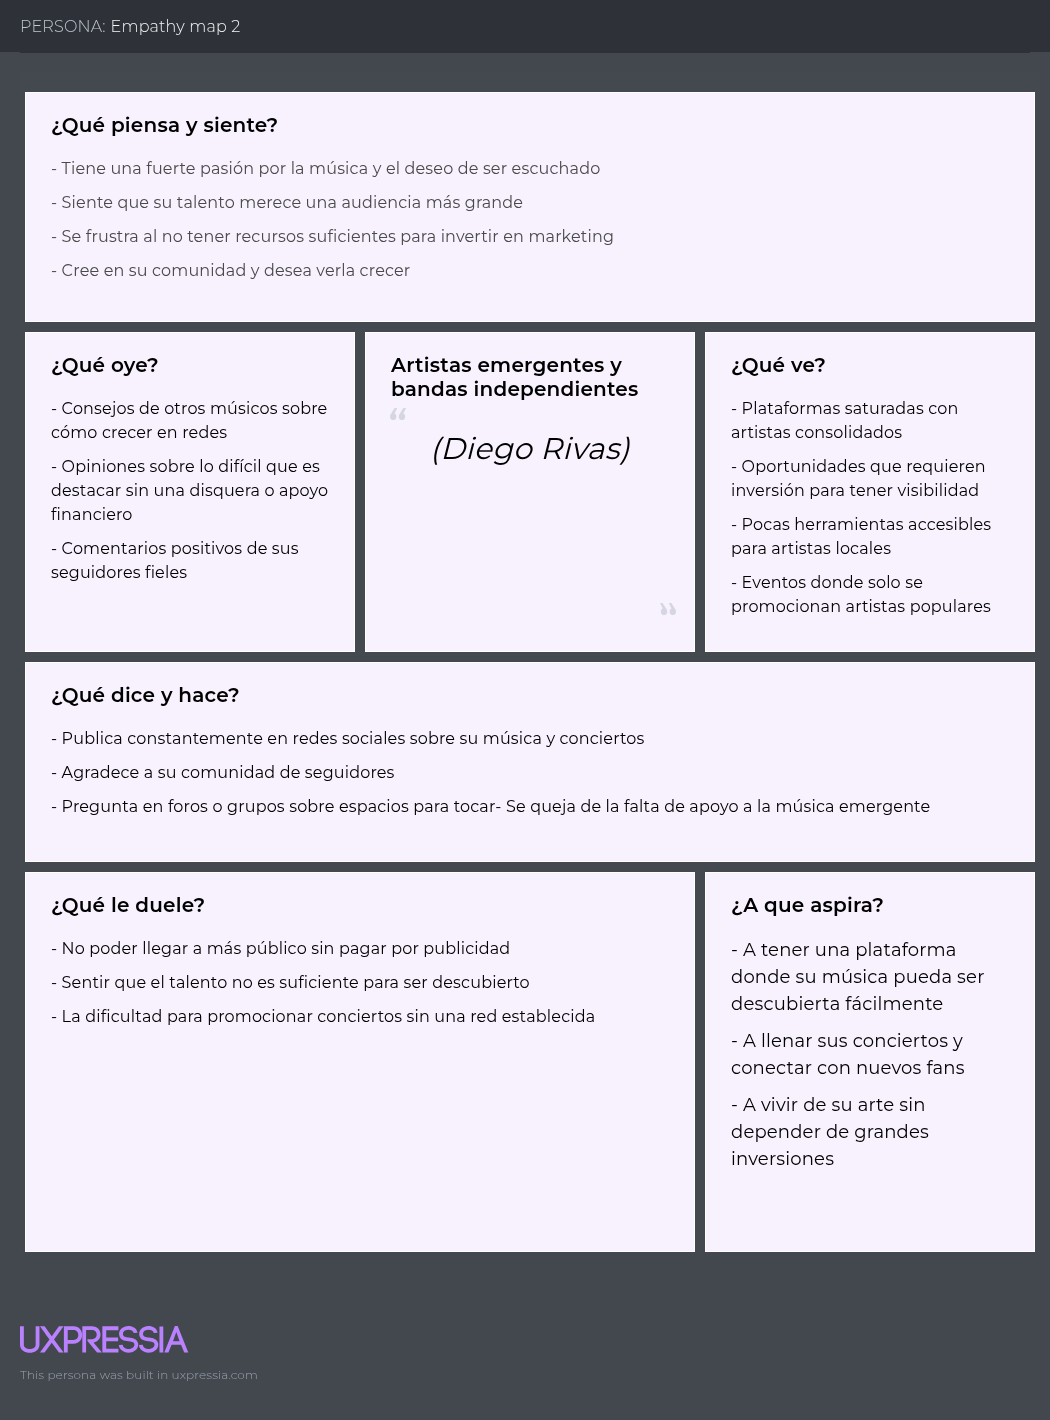 PERSONA: Empathy map 2
¿Qué piensa y siente?
- Tiene una fuerte pasión por la música y el deseo de ser escuchado
- Siente que su talento merece una audiencia más grande
- Se frustra al no tener recursos suficientes para invertir en marketing
- Cree en su comunidad y desea verla crecer
¿Qué oye?
- Consejos de otros músicos sobre
cómo crecer en redes
- Opiniones sobre lo difícil que es
destacar sin una disquera o apoyo
financiero
- Comentarios positivos de sus
seguidores fieles
Artistas emergentes y
bandas independientes
“
(Diego Rivas)
”
¿Qué ve?
- Plataformas saturadas con
artistas consolidados
- Oportunidades que requieren
inversión para tener visibilidad
- Pocas herramientas accesibles
para artistas locales
- Eventos donde solo se
promocionan artistas populares
¿Qué dice y hace?
- Publica constantemente en redes sociales sobre su música y conciertos
- Agradece a su comunidad de seguidores
- Pregunta en foros o grupos sobre espacios para tocar- Se queja de la falta de apoyo a la música emergente
¿Qué le duele?
- No poder llegar a más público sin pagar por publicidad
- Sentir que el talento no es suficiente para ser descubierto
- La dificultad para promocionar conciertos sin una red establecida
¿A que aspira?
- A tener una plataforma
donde su música pueda ser
descubierta fácilmente
- A llenar sus conciertos y
conectar con nuevos fans
- A vivir de su arte sin
depender de grandes
inversiones
UXPRESSIA
This persona was built in uxpressia.com